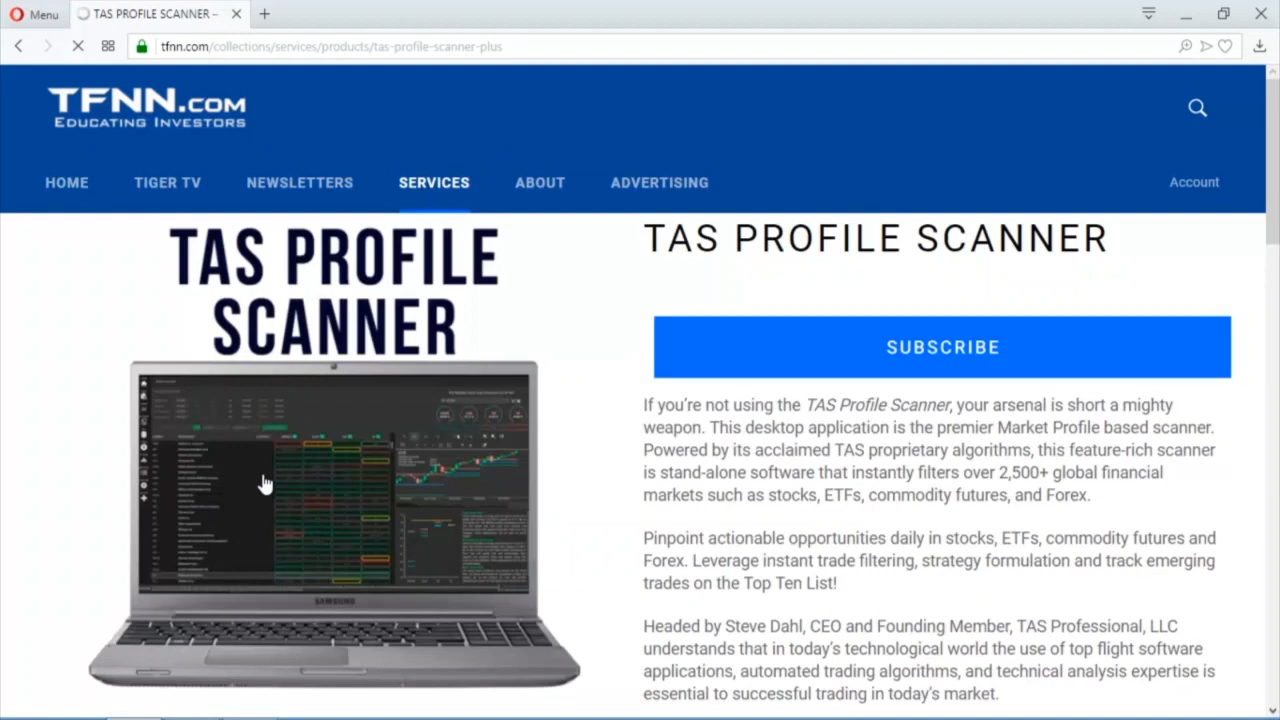 Menu
TAS PROFILE SCANNER –
tfnn.com/collections/services/products/tas-profile-scanner-plus
TFNN.COM
EDUCATING INVESTORS
HOME
TIGER TV
NEWSLETTERS
SERVICES
ABOUT
ADVERTISING
Account
TAS PROFILE
SCANNER
SAMSUNG
TAS PROFILE SCANNER
SUBSCRIBE
If you're not using the TAS Profile Scanner, your arsenal is short a mighty
weapon. This desktop application is the premier Market Profile based scanner.
Powered by its acclaimed TAS proprietary algorithms, this feature-rich scanner
is stand-alone software that instantly filters over 2,500+ global financial
markets such as stocks, ETFs, commodity futures, and Forex.
Pinpoint actionable opportunities daily in stocks, ETFs, commodity futures and
Forex. Leverage instant trade filtering, strategy formulation and track emerging
trades on the Top Ten List!
Headed by Steve Dahl, CEO and Founding Member, TAS Professional, LLC
understands that in today's technological world the use of top flight software
applications, automated trading algorithms, and technical analysis expertise is
essential to successful trading in today's market.